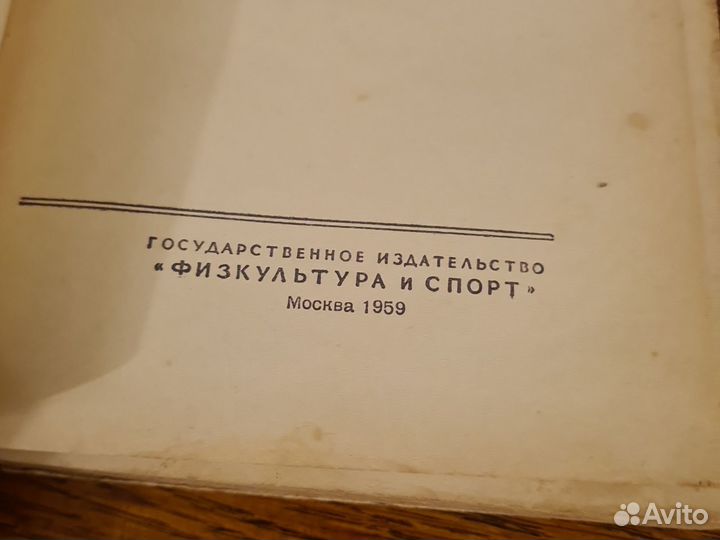 ГОСУДАРСТВЕННОЕ ИЗДАТЕЛЬСТВО
«ФИЗКУЛЬТУРА и СПОРТ»
Москва 1959
Avito